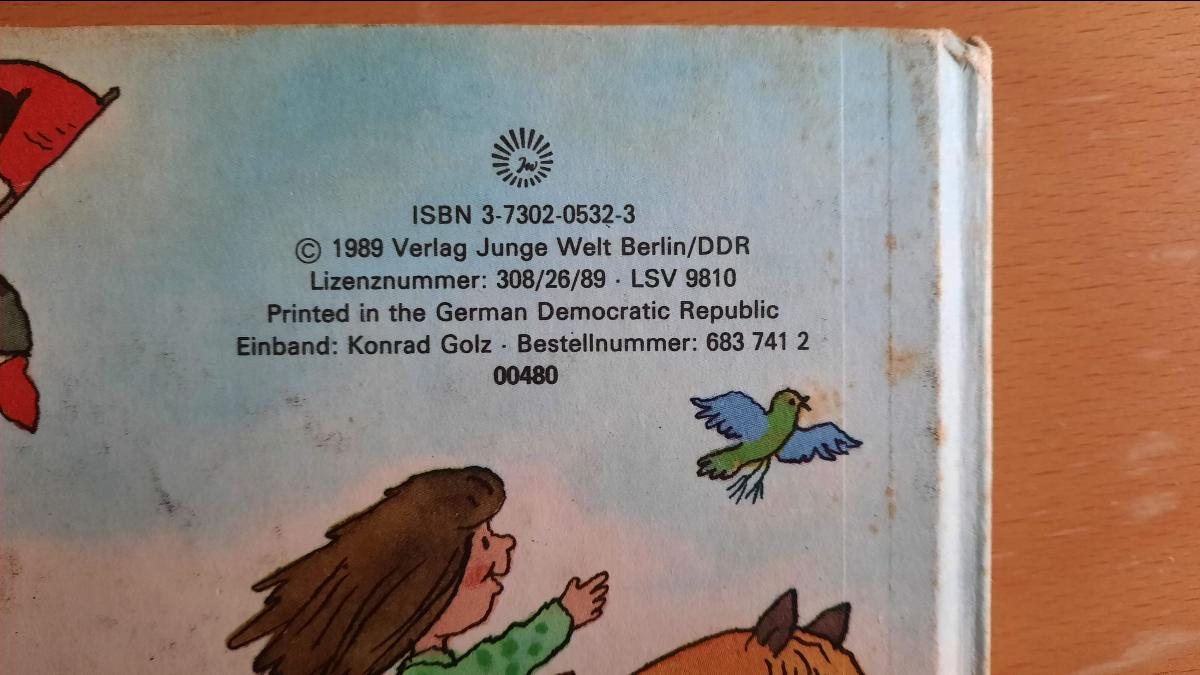 Jw
ISBN 3-7302-0532-3
© 1989 Verlag Junge Welt Berlin/DDR
Lizenznummer: 308/26/89 · LSV 9810
Printed in the German Democratic Republic
Einband: Konrad Golz · Bestellnummer: 683 741 2
00480